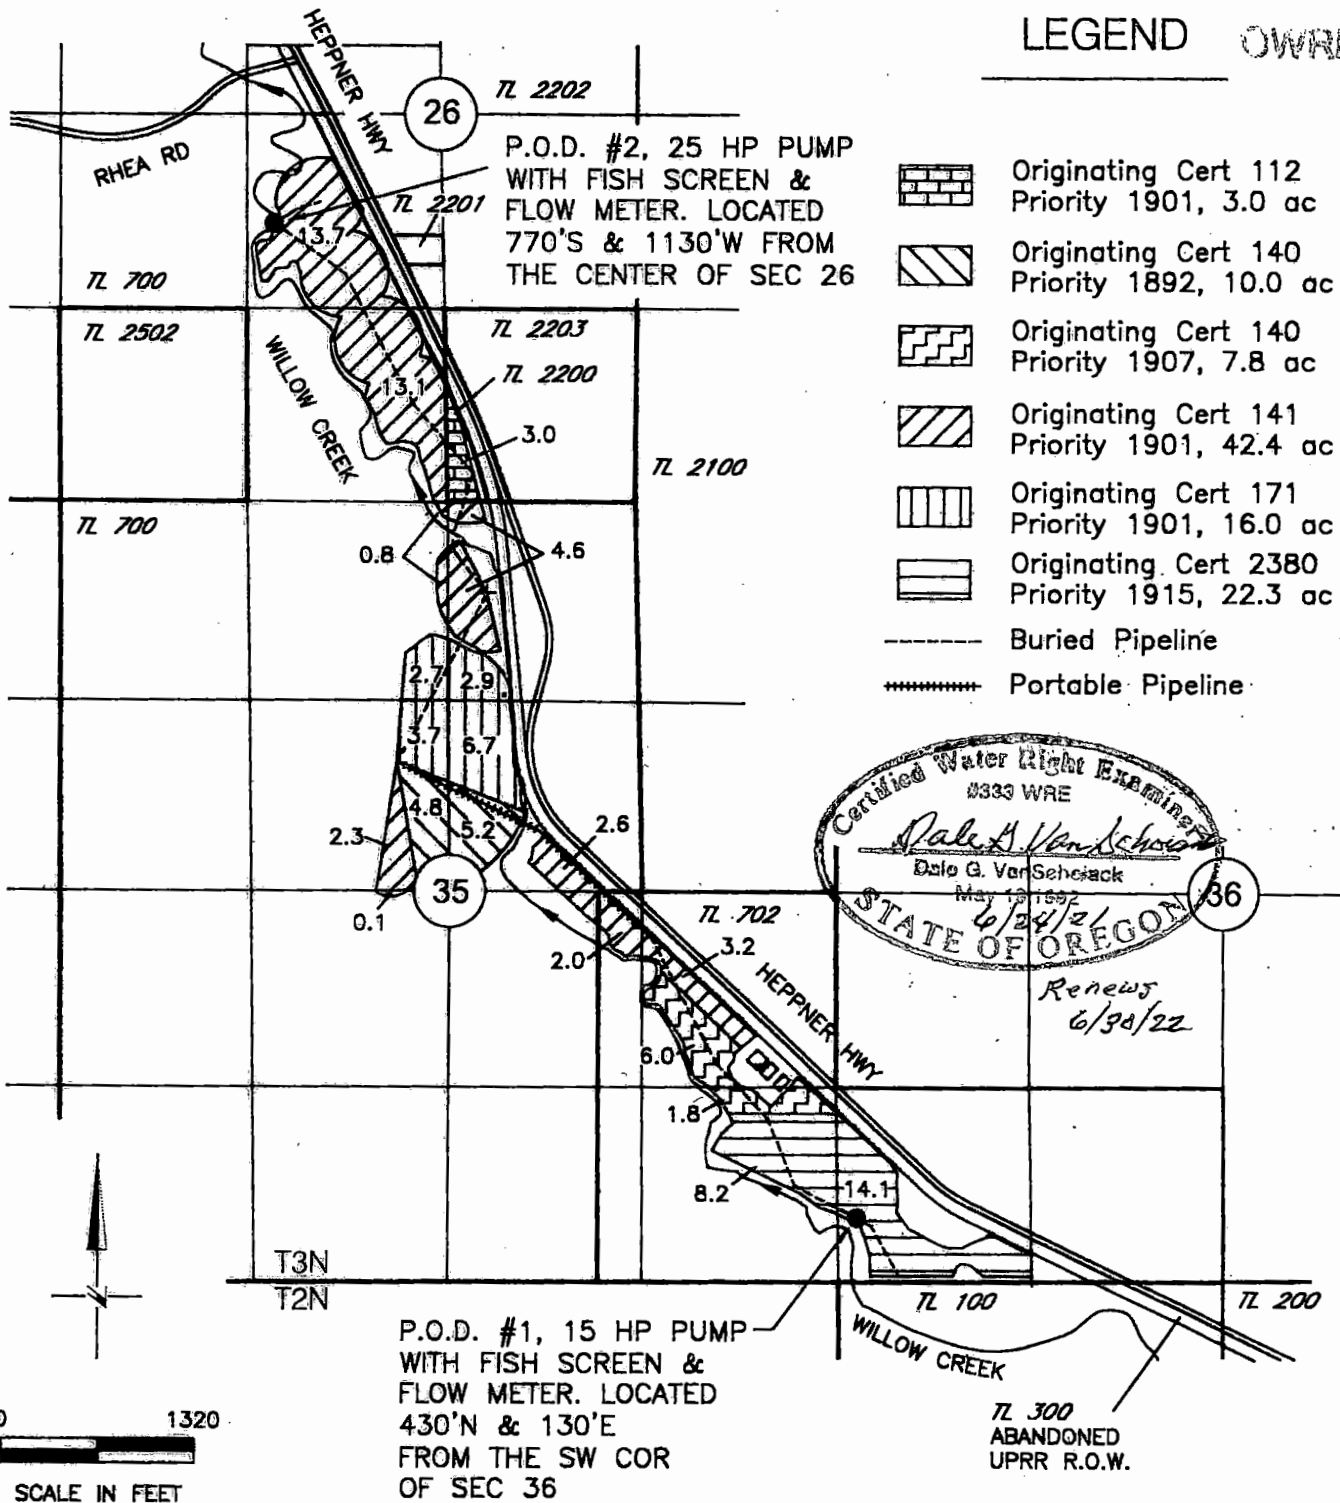 LEGEND
HEPPNER HWY
26
TL 2202
RHEA RD
P.O.D. #2, 25 HP PUMP
WITH FISH SCREEN &
FLOW METER. LOCATED
770'S & 1130'W FROM
THE CENTER OF SEC 26
TL 2201
13.7
TL 700
TL 2502
TL 2203
WILLOW CREEK
13.1
TL 2200
3.0
TL 2100
TL 700
0.8
4.6
2.7
2.9
3.7
6.7
4.8
5.2
2.3
2.6
0.1
35
TL 702
2.0
3.2
HEPPNER HWY
6.0
1.8
8.2
14.1
T3N
T2N
TL 100
TL 200
P.O.D. #1, 15 HP PUMP
WITH FISH SCREEN &
FLOW METER. LOCATED
430'N & 130'E
FROM THE SW COR
OF SEC 36
WILLOW CREEK
TL 300
ABANDONED
UPRR R.O.W.
0 1320
SCALE IN FEET
Originating Cert 112
Priority 1901, 3.0 ac
Originating Cert 140
Priority 1892, 10.0 ac
Originating Cert 140
Priority 1907, 7.8 ac
Originating Cert 141
Priority 1901, 42.4 ac
Originating Cert 171
Priority 1901, 16.0 ac
Originating Cert 2380
Priority 1915, 22.3 ac
Buried Pipeline
Portable Pipeline
Certified Water Right Examiner
#333 WRE
Dale G. VanSchoiack
6/24/21
STATE OF OREGON
36
Renews
6/30/22